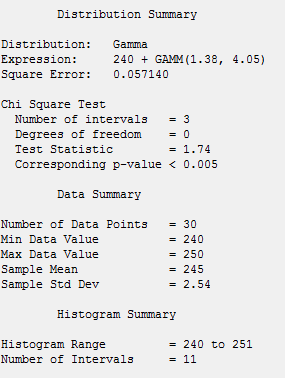 Distribution Summary
Distribution: Gamma
Expression: 240 + GAMM(1.38, 4.05)
Square Error: 0.057140
Chi Square Test
Number of intervals = 3
Degrees of freedom = 0
Test Statistic = 1.74
Corresponding p-value < 0.005
Data Summary
Number of Data Points = 30
Min Data Value = 240
Max Data Value = 250
Sample Mean = 245
Sample Std Dev = 2.54
Histogram Summary
Histogram Range = 240 to 251
Number of Intervals = 11